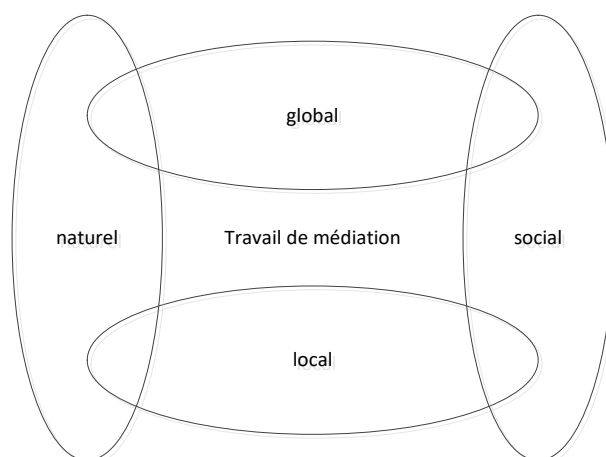 global
naturel
Travail de médiation
social
local